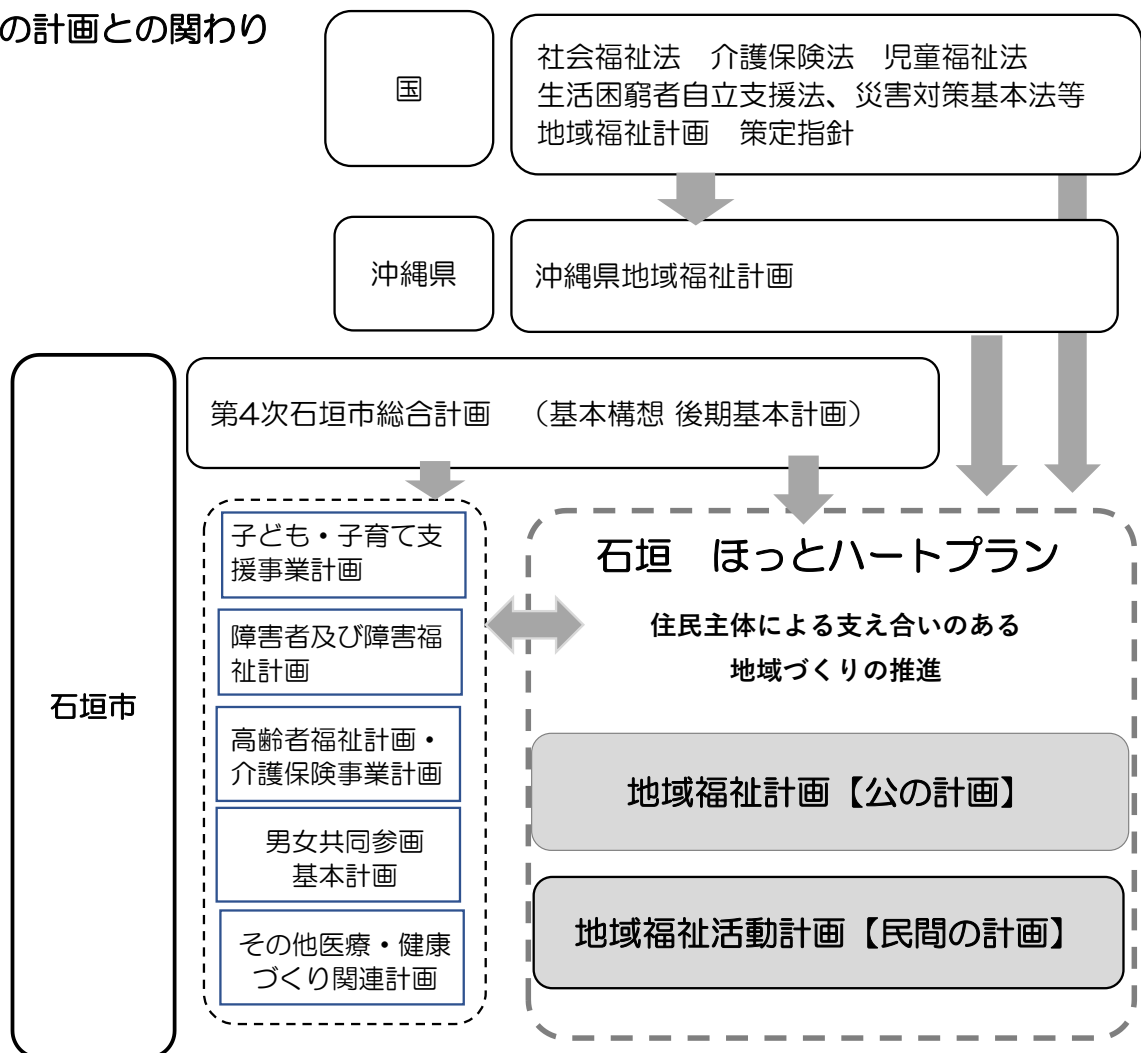 の計画との関わり
国
社会福祉法　介護保険法　児童福祉法
生活困窮者自立支援法、災害対策基本法等
地域福祉計画　策定指針
沖縄県
沖縄県地域福祉計画
石垣市
第4次石垣市総合計画　（基本構想 後期基本計画）
子ども・子育て支
援事業計画
障害者及び障害福
祉計画
高齢者福祉計画・
介護保険事業計画
男女共同参画
基本計画
その他医療・健康
づくり関連計画
石垣　ほっとハートプラン
住民主体による支え合いのある
地域づくりの推進
地域福祉計画【公の計画】
地域福祉活動計画【民間の計画】